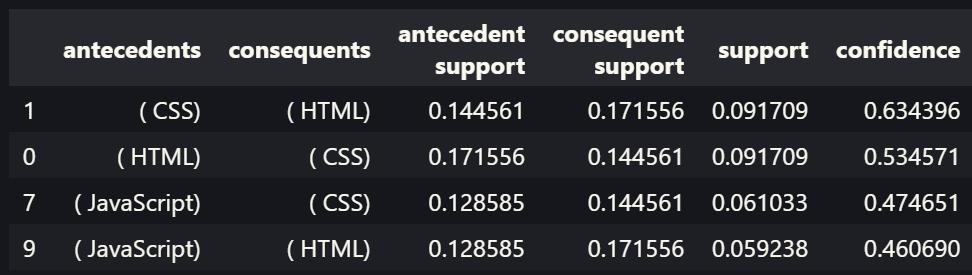 antecedents consequents antecedent support consequent support support confidence
1 ( CSS) ( HTML) 0.144561 0.171556 0.091709 0.634396
0 ( HTML) ( CSS) 0.171556 0.144561 0.091709 0.534571
7 ( JavaScript) ( CSS) 0.128585 0.144561 0.061033 0.474651
9 ( JavaScript) ( HTML) 0.128585 0.171556 0.059238 0.460690